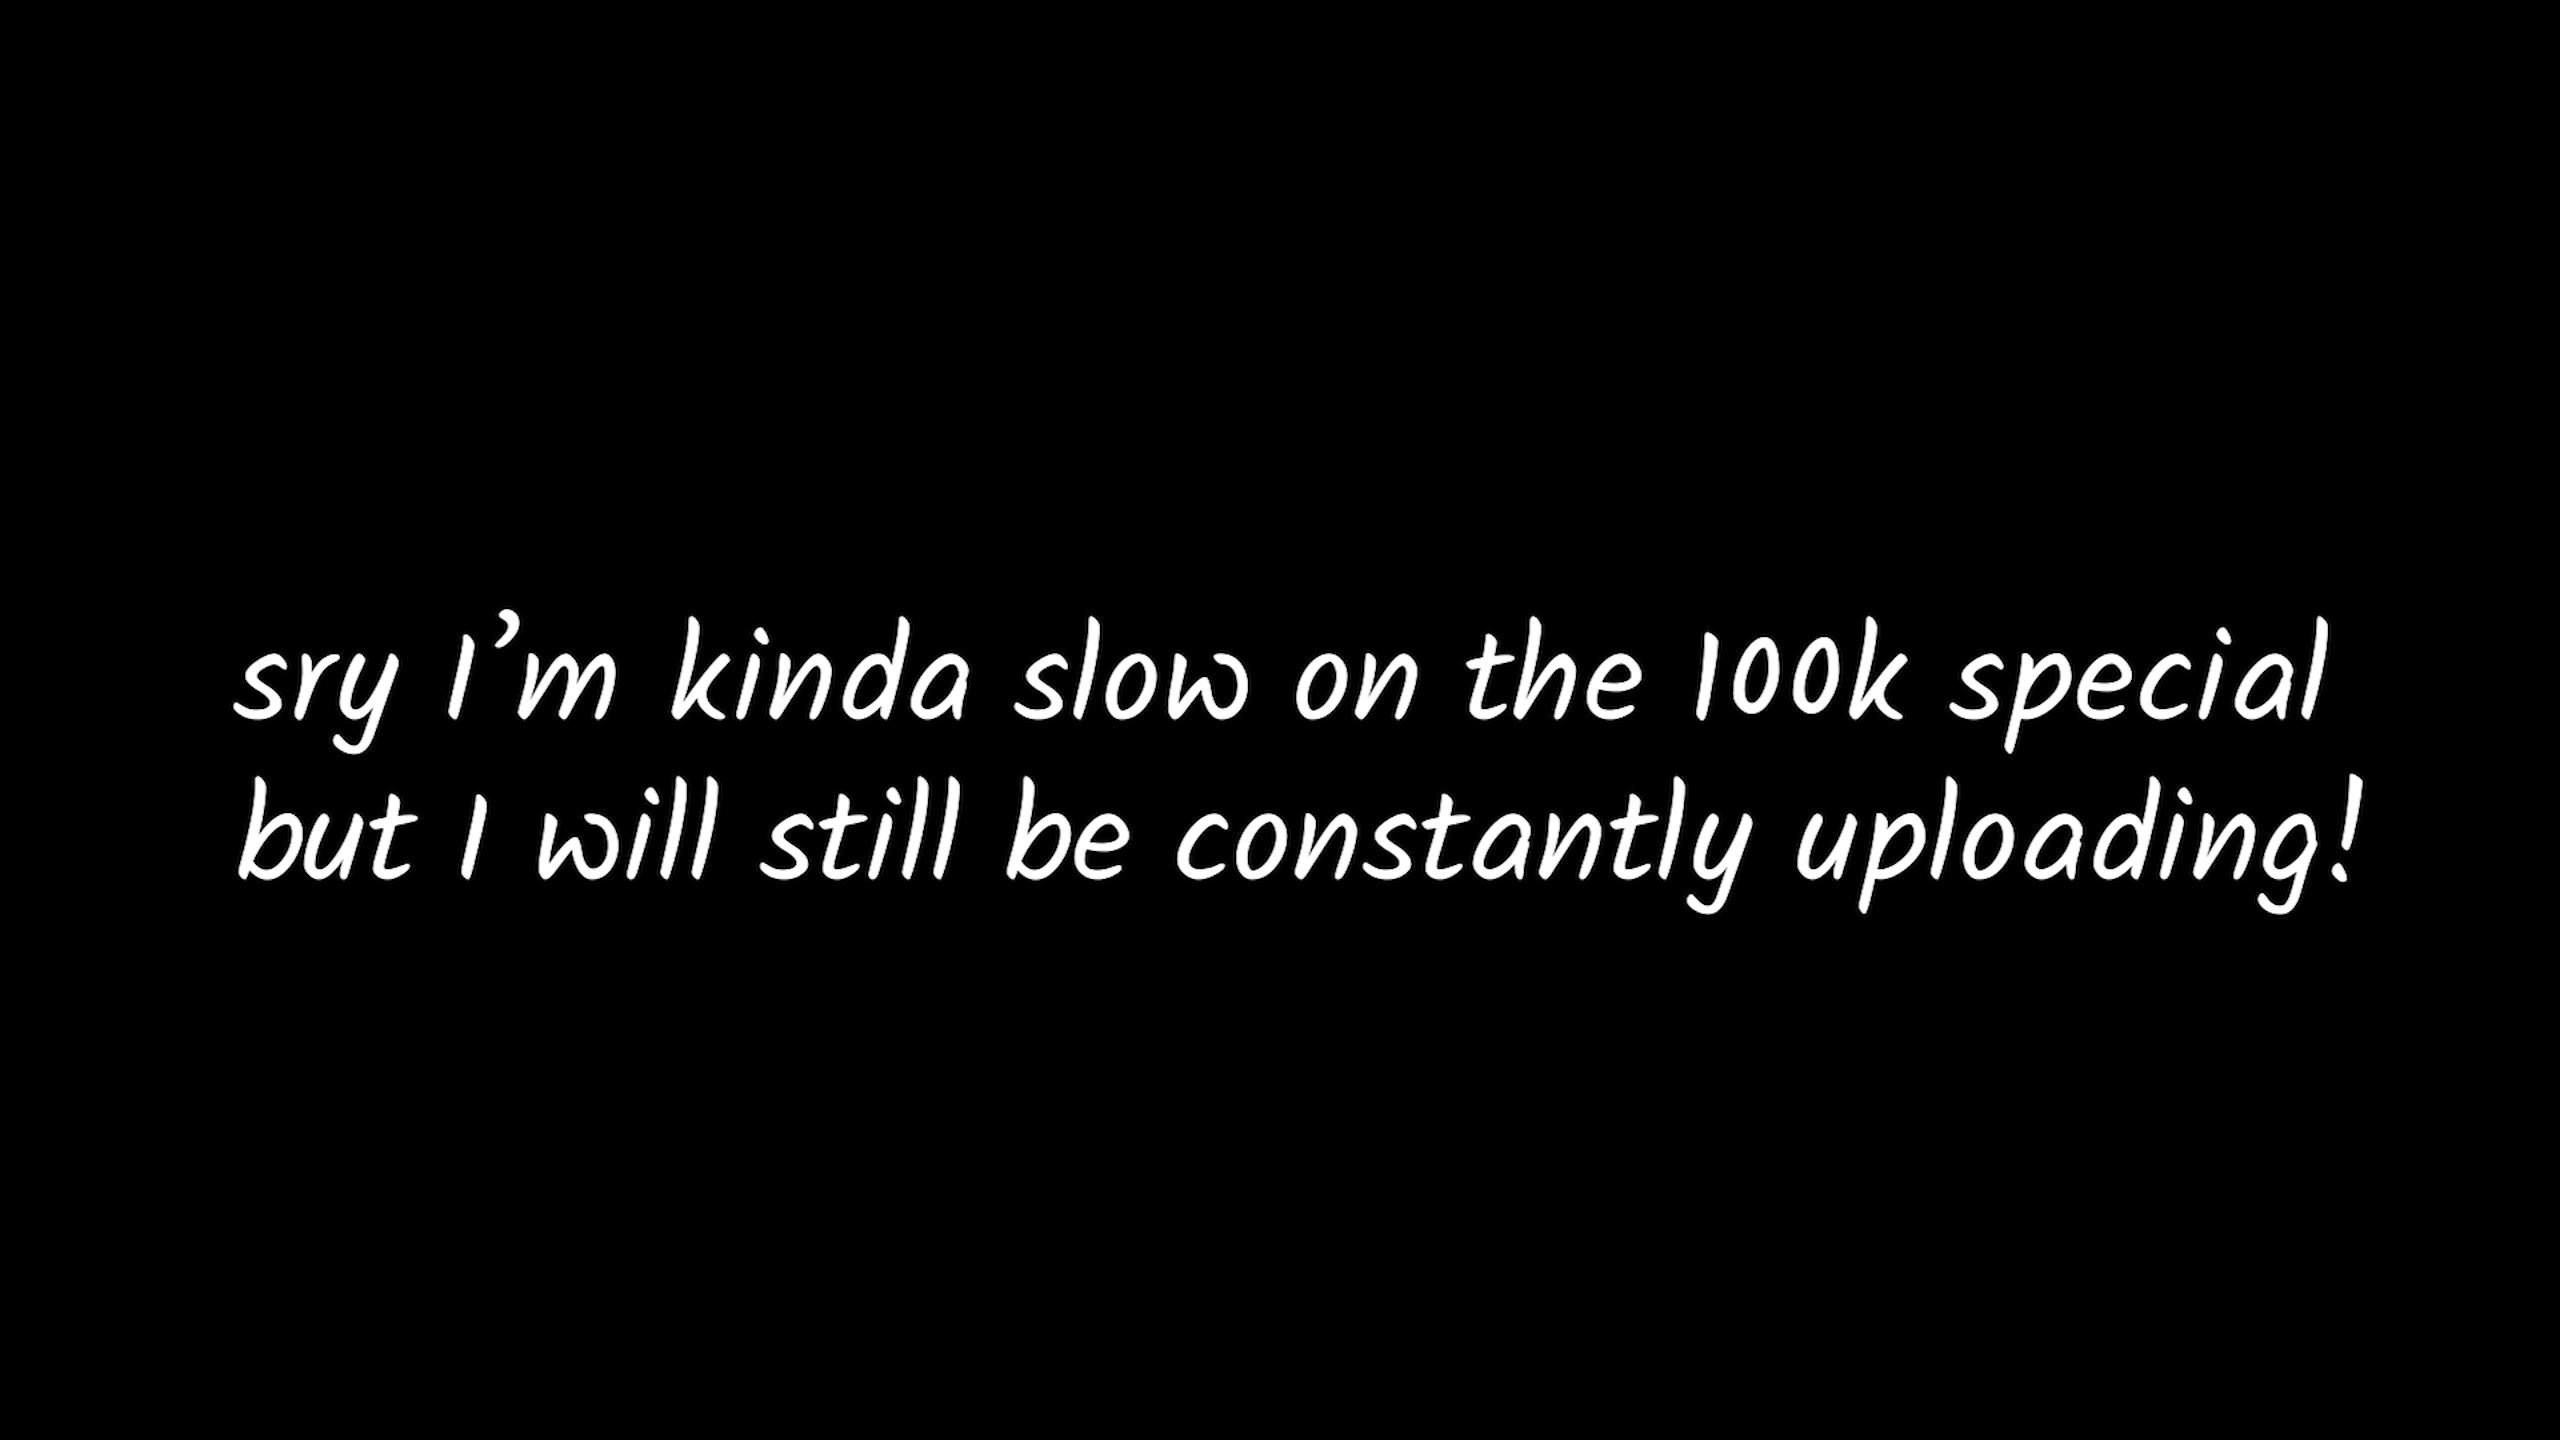 sry I’m kinda slow on the 100k special
but I will still be constantly uploading!